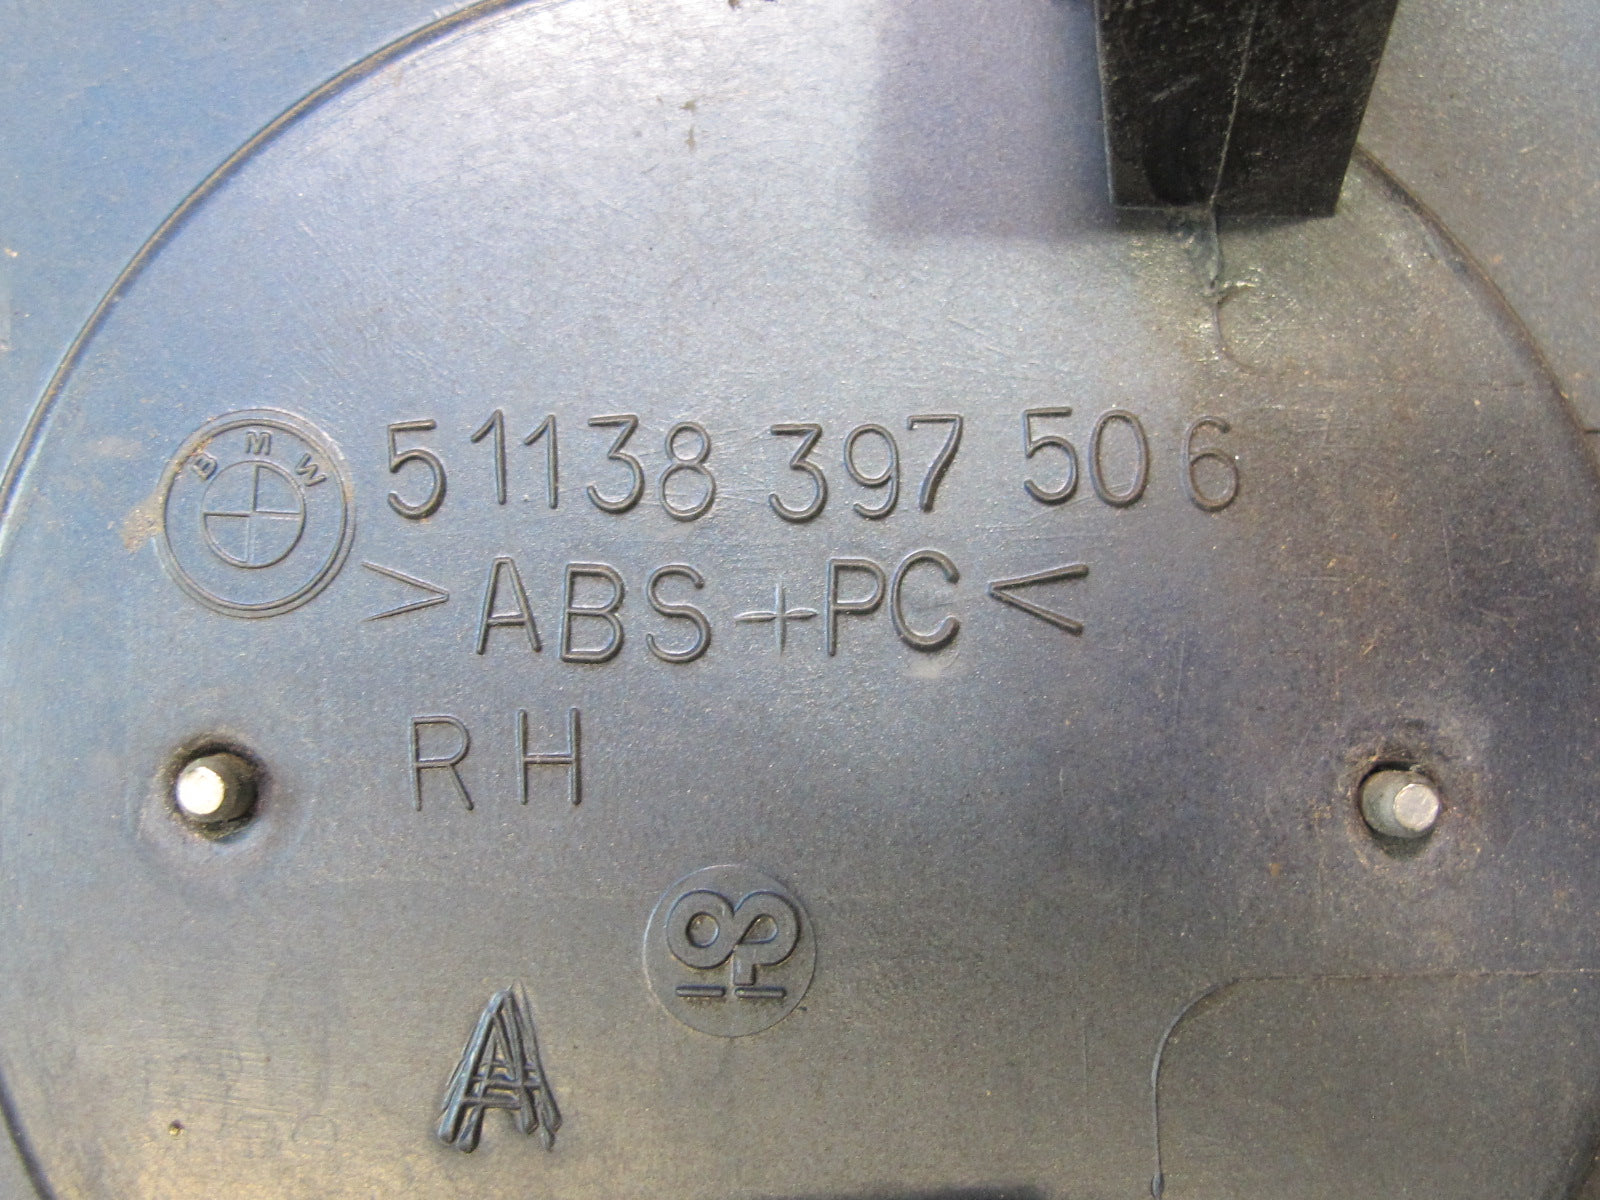 BMW 51138 397 506
>ABS+PC<
RH
A